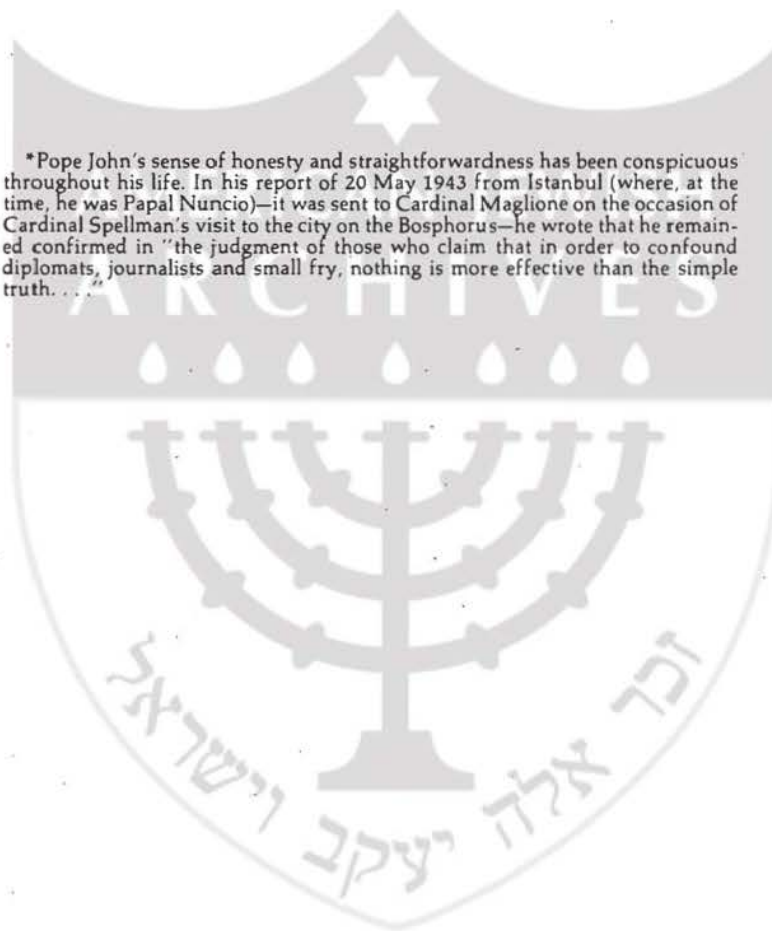 *Pope John's sense of honesty and straightforwardness has been conspicuous
throughout his life. In his report of 20 May 1943 from Istanbul (where, at the
time, he was Papal Nuncio)—it was sent to Cardinal Maglione on the occasion of
Cardinal Spellman's visit to the city on the Bosphorus—he wrote that he remain-
ed confirmed in "the judgment of those who claim that in order to confound
diplomats, journalists and small fry, nothing is more effective than the simple
truth. . . ."
ARCHIVES
זכר אלה יעקב וישראל